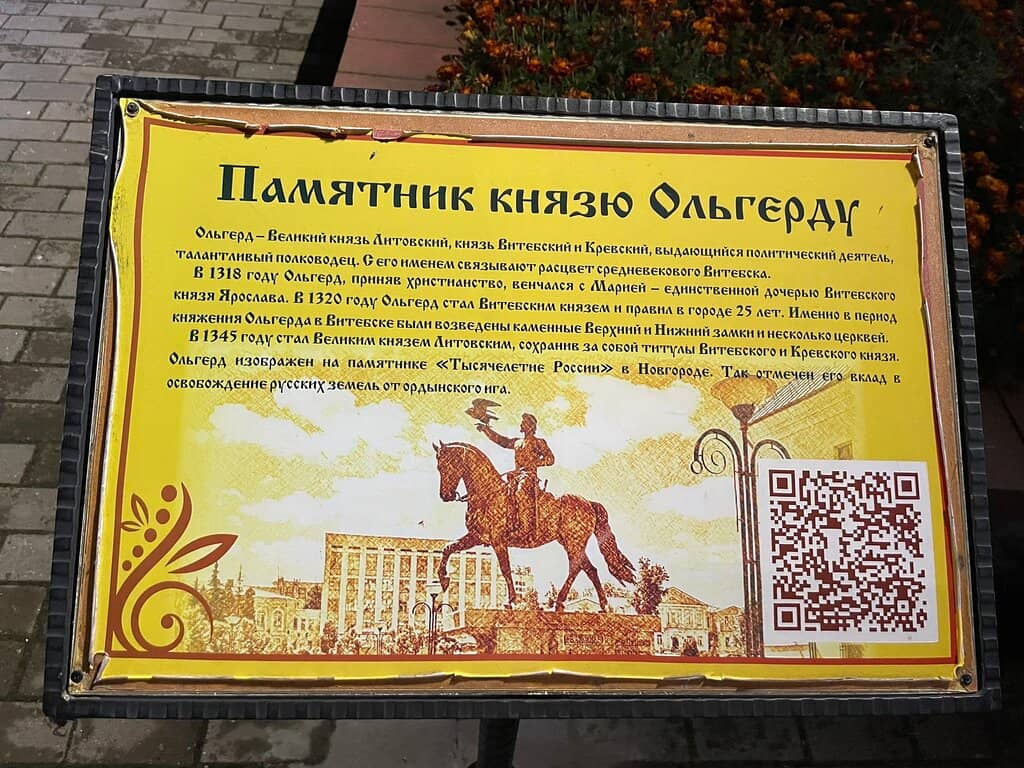 Памятник князю Ольгерду
Ольгерд – Великий князь Литовский, князь Витебский и Кревский, выдающийся политический деятель,
талантливый полководец. С его именем связывают расцвет средневекового Витебска.
В 1318 году Ольгерд, приняв христианство, венчался с Марией – единственной дочерью Витебского
князя Ярослава. В 1320 году Ольгерд стал Витебским князем и правил в городе 25 лет. Именно в период
княжения Ольгерда в Витебске были возведены каменные Верхний и Нижний замки и несколько церквей.
В 1345 году стал Великим князем Литовским, сохранив за собой титулы Витебского и Кревского князя.
Ольгерд изображен на памятнике «Тысячелетие России» в Новгороде. Так отмечен его вклад в
освобождение русских земель от ордынского ига.